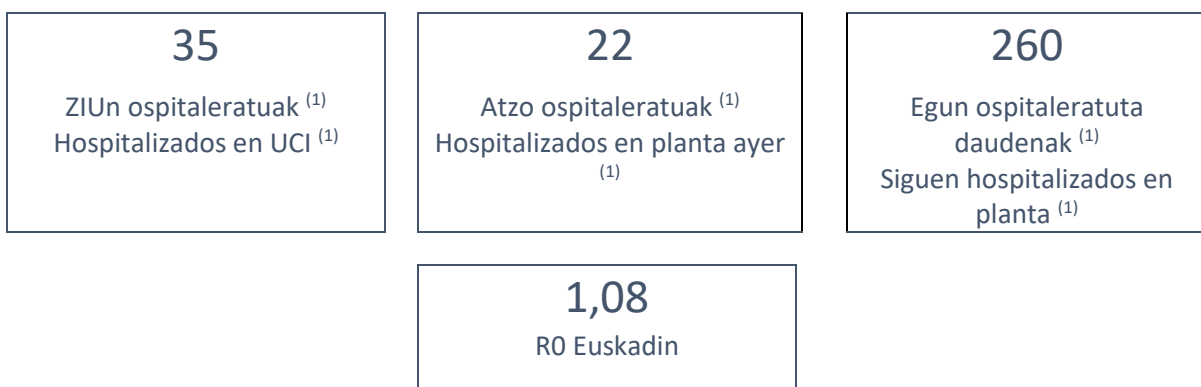 35
ZIUn ospitaleratuak (1)
Hospitalizados en UCI (1)
22
Atzo ospitaleratuak (1)
Hospitalizados en planta ayer
(1)
260
Egun ospitaleratuta
daudenak (1)
Siguen hospitalizados en
planta (1)
1,08
R0 Euskadin